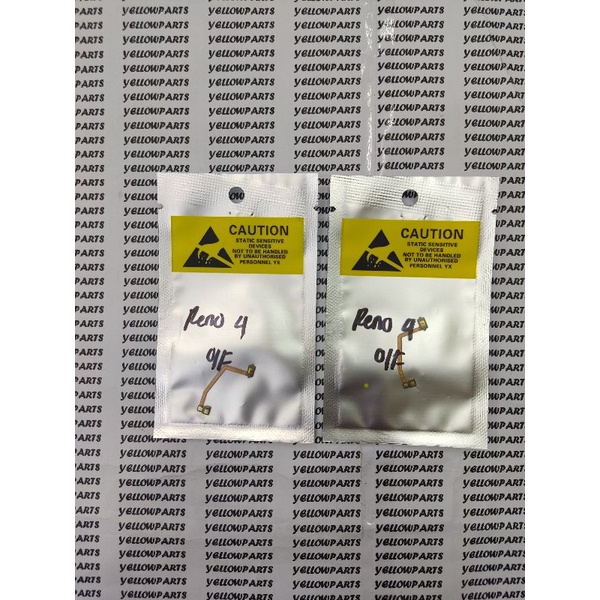 yellowPARTS
CAUTION
STATIC SENSITIVE
DEVICES
NOT TO BE HANDLED
BY UNAUTHORISED
PERSONNEL YX
Reno 4
O/F
CAUTION
STATIC SENSITIVE
DEVICES
NOT TO BE HANDLED
BY UNAUTHORISED
PERSONNEL YX
Reno 4
O/F